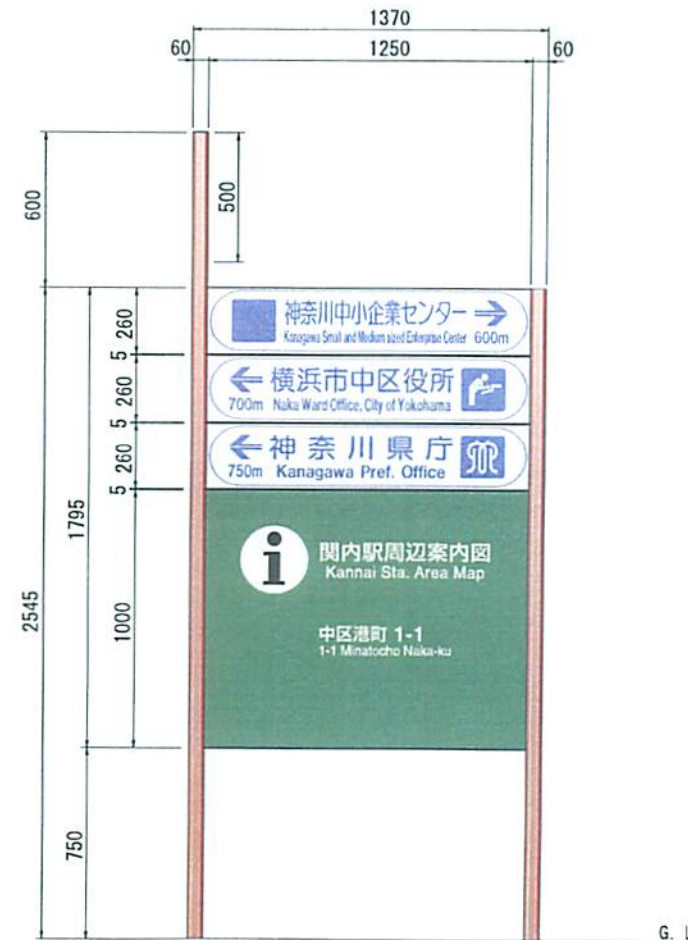 1370
60
1250
60
600
500
神奈川中小企業センター
Kanagawa Small and Medium sized Enterprise Center 600m
260
5
横浜市中区役所
700m Naka Ward Office, City of Yokohama
260
5
神奈川県庁
750m Kanagawa Pref. Office
260
5
1795
2545
1000
i
関内駅周辺案内図
Kannai Sta. Area Map
中区港町 1-1
1-1 Minatocho Naka-ku
750
G. L